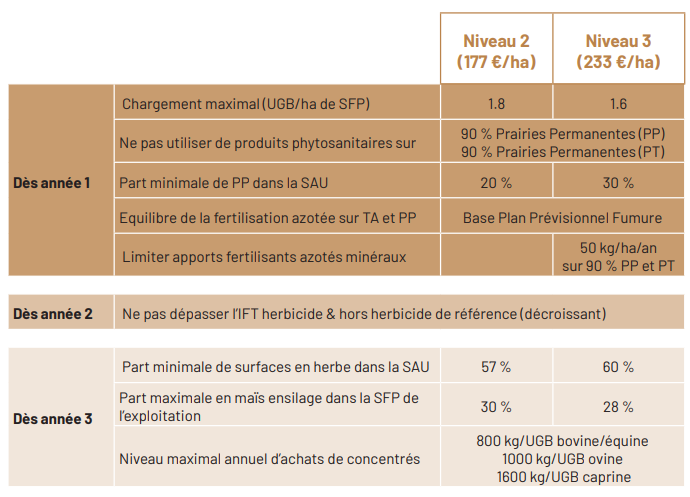 Niveau 2
(177 €/ha)
Niveau 3
(233 €/ha)
Dès année 1
Chargement maximal (UGB/ha de SFP)
1.8
1.6
Ne pas utiliser de produits phytosanitaires sur
90 % Prairies Permanentes (PP)
90 % Prairies Permanentes (PT)
Part minimale de PP dans la SAU
20 %
30 %
Equilibre de la fertilisation azotée sur TA et PP
Base Plan Prévisionnel Fumure
Limiter apports fertilisants azotés minéraux
50 kg/ha/an
sur 90 % PP et PT
Dès année 2
Ne pas dépasser l'IFT herbicide & hors herbicide de référence (décroissant)
Dès année 3
Part minimale de surfaces en herbe dans la SAU
57 %
60 %
Part maximale en maïs ensilage dans la SFP de
l'exploitation
30 %
28 %
Niveau maximal annuel d'achats de concentrés
800 kg/UGB bovine/équine
1000 kg/UGB ovine
1600 kg/UGB caprine